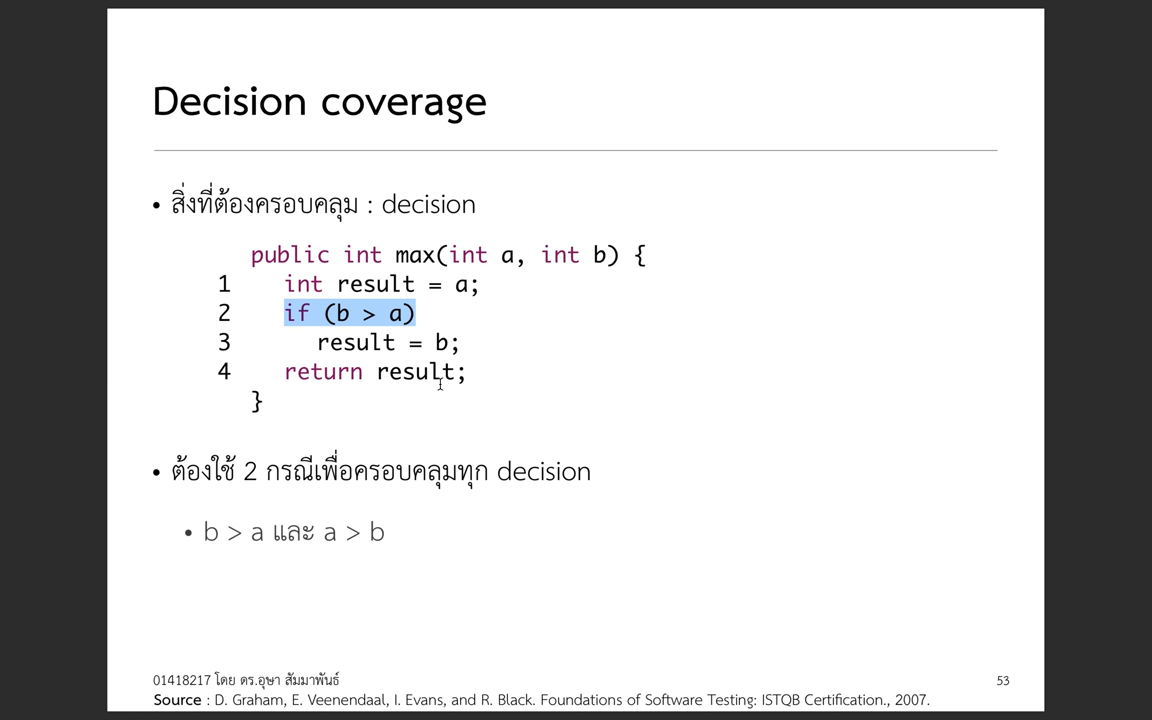 Decision coverage
• สิ่งที่ต้องครอบคลุม : decision
public int max(int a, int b) {
1 int result = a;
2 if (b > a)
3 result = b;
4 return result;
}
• ต้องใช้ 2 กรณีเพื่อครอบคลุมทุก decision
• b > a และ a > b
01418217 โดย ดร.อุษา สัมมาพันธ์ 53
Source : D. Graham, E. Veenendaal, I. Evans, and R. Black. Foundations of Software Testing: ISTQB Certification., 2007.